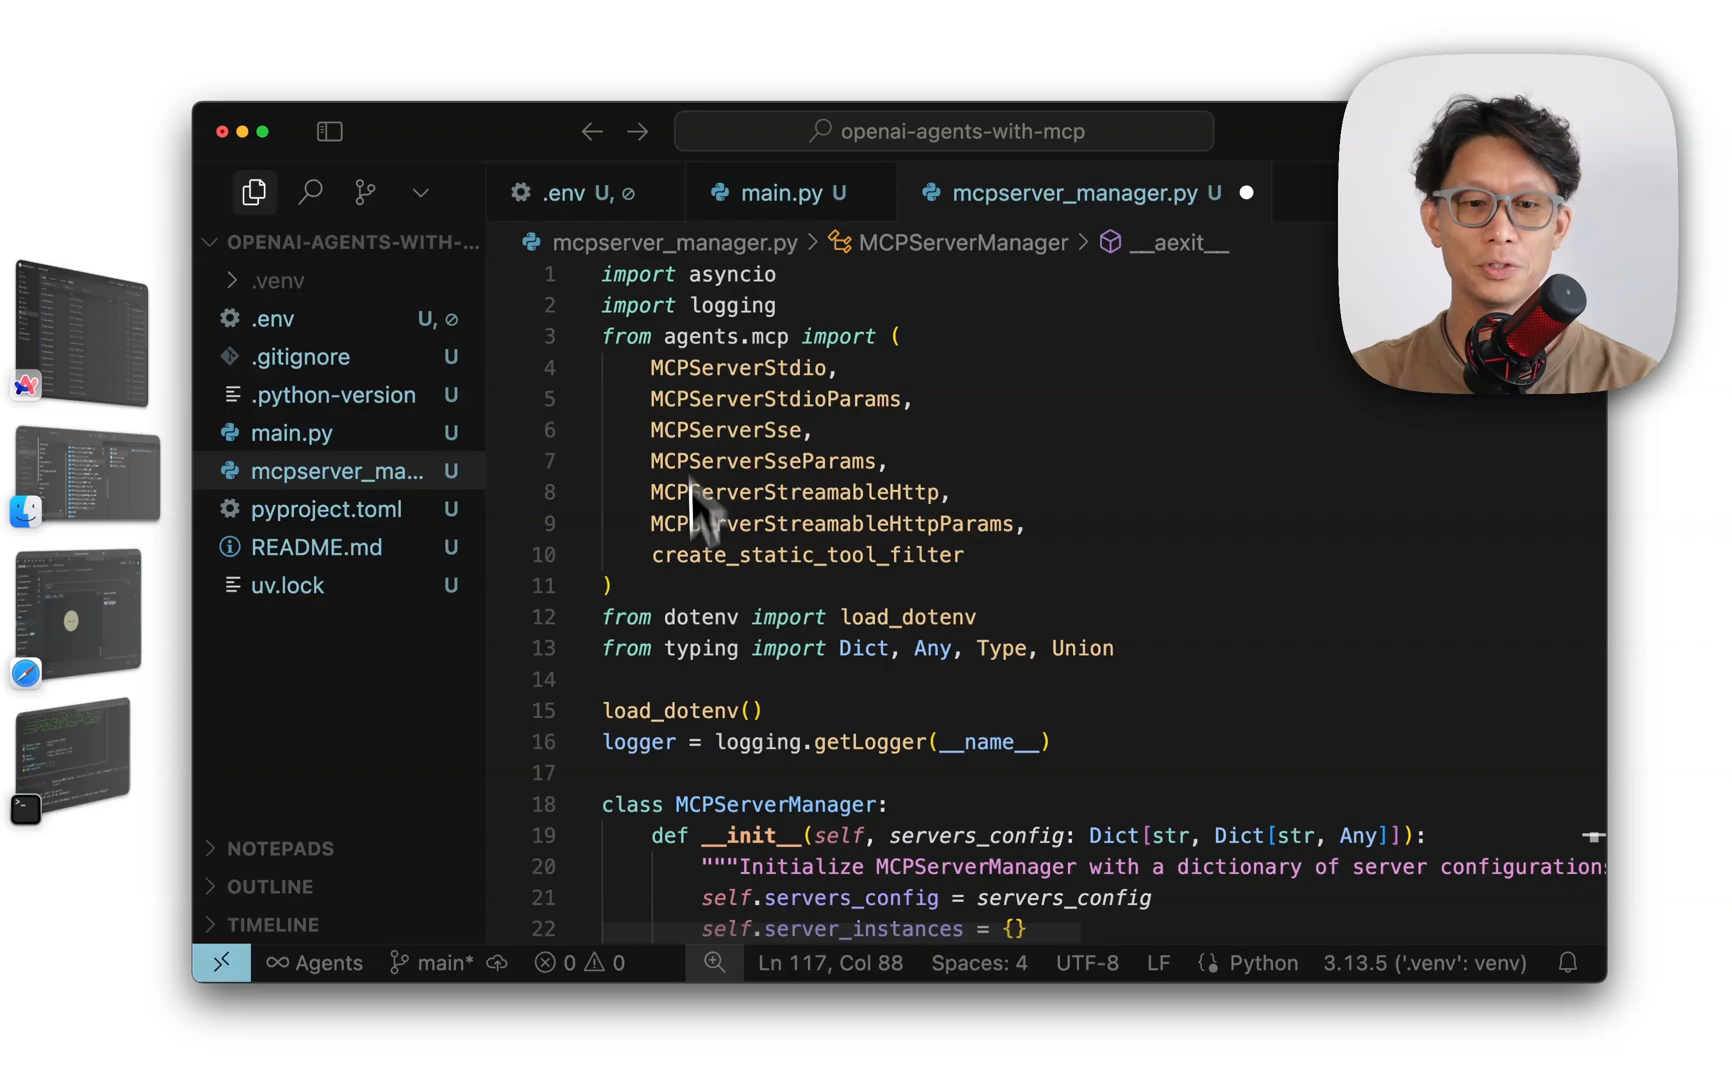 openai-agents-with-mcp
.env U, main.py U mcpserver_manager.py U
OPENAI-AGENTS-WITH-...
mcpserver_manager.py > MCPServerManager > __aexit__
.venv
.env U,
.gitignore U
.python-version U
main.py U
mcpserver_ma... U
pyproject.toml U
README.md U
uv.lock U
NOTEPADS
OUTLINE
TIMELINE
1 import asyncio
2 import logging
3 from agents.mcp import (
4 MCPServerStdio,
5 MCPServerStdioParams,
6 MCPServerSse,
7 MCPServerSseParams,
8 MCPServerStreamableHttp,
9 MCPServerStreamableHttpParams,
10 create_static_tool_filter
11 )
12 from dotenv import load_dotenv
13 from typing import Dict, Any, Type, Union
14
15 load_dotenv()
16 logger = logging.getLogger(__name__)
17
18 class MCPServerManager:
19 def __init__(self, servers_config: Dict[str, Dict[str, Any]]):
20 """Initialize MCPServerManager with a dictionary of server configurations
21 self.servers_config = servers_config
22 self.server_instances = {}
Agents main* 0 0 Ln 117, Col 88 Spaces: 4 UTF-8 LF Python 3.13.5 ('.venv': venv)